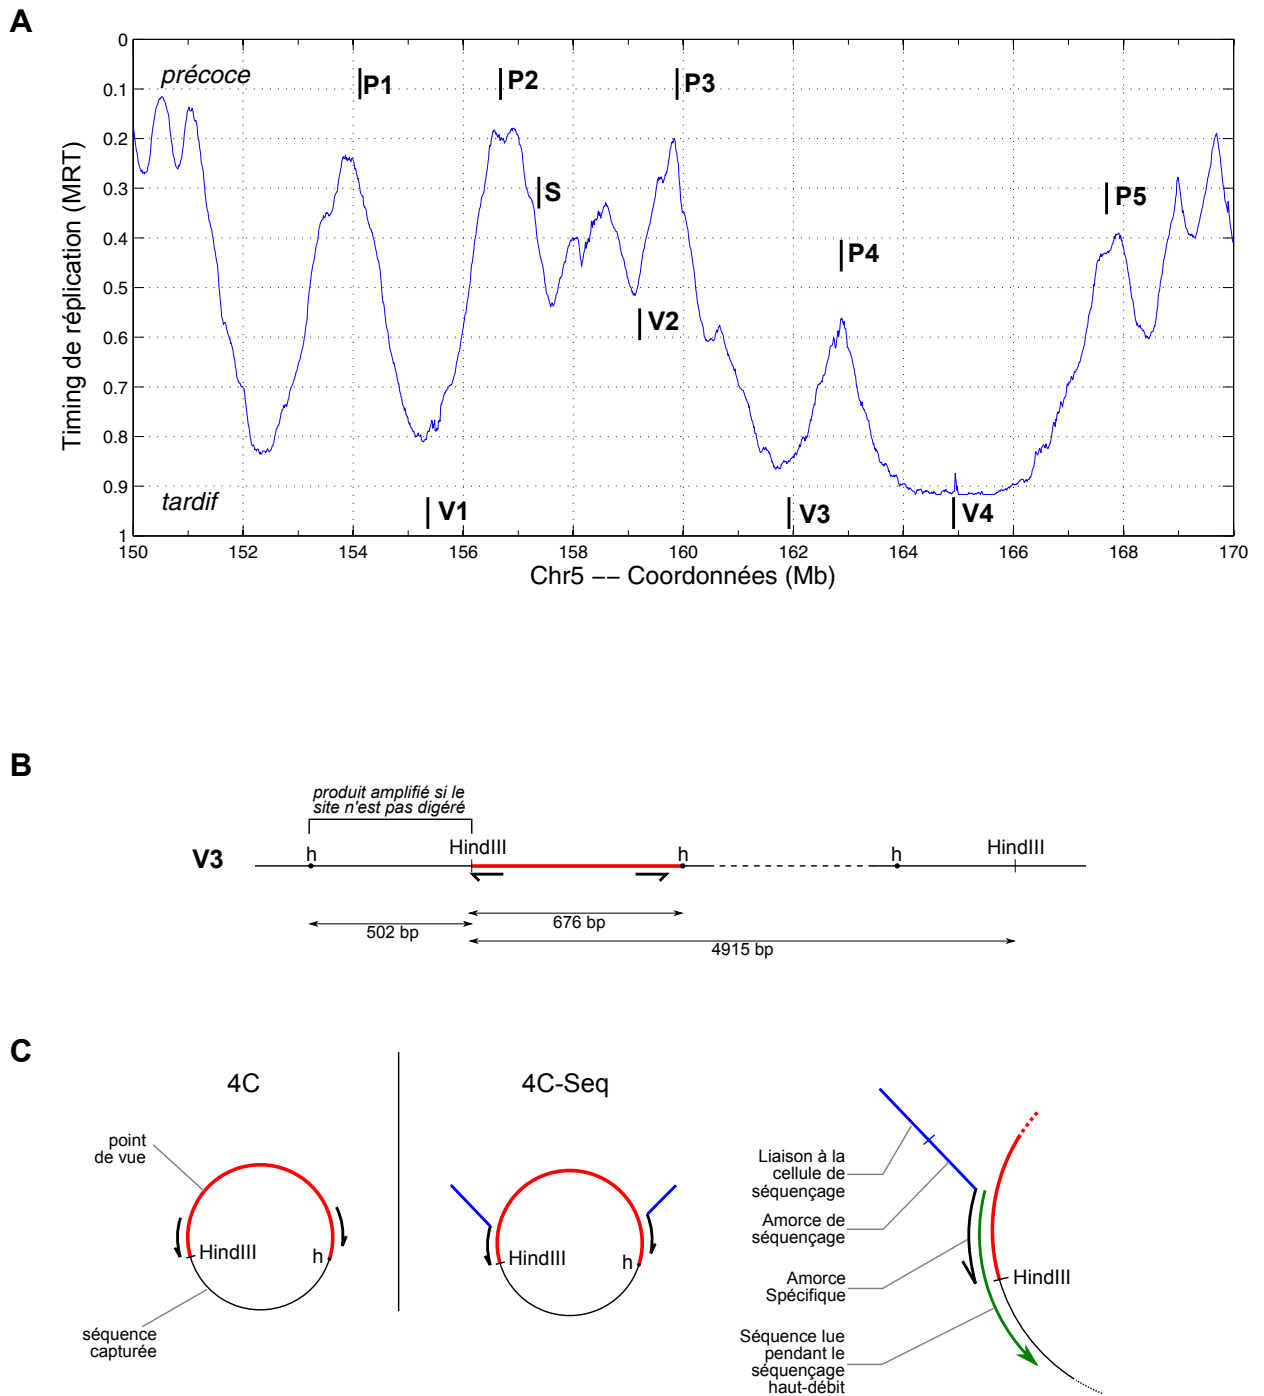 A
0
0.1
0.2
0.3
0.4
0.5
0.6
0.7
0.8
0.9
1
Timing de réplication (MRT)
précoce
tardif
P1
P2
P3
S
P5
P4
V2
V1
V3
V4
150
152
154
156
158
160
162
164
166
168
170
Chr5 −− Coordonnées (Mb)
B
produit amplifié si le
site n'est pas digéré
V3
h
HindIII
h
h
HindIII
502 bp
676 bp
4915 bp
C
4C
point
de vue
HindIII
h
séquence
capturée
4C-Seq
HindIII
h
Liaison à la
cellule de
séquençage
Amorce de
séquençage
Amorce
Spécifique
HindIII
Séquence lue
pendant le
séquençage
haut-débit